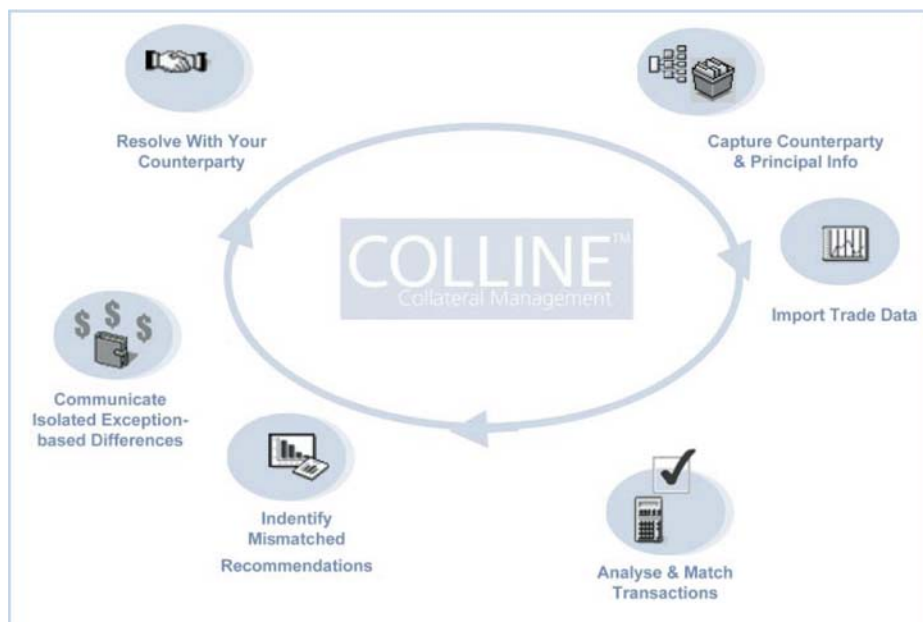 Resolve With Your
Counterparty
Capture Counterparty
& Principal Info
COLLINE™
Collateral Management
Import Trade Data
$ $ $
Communicate
Isolated Exception-
based Differences
Indentify
Mismatched
Recommendations
Analyse & Match
Transactions